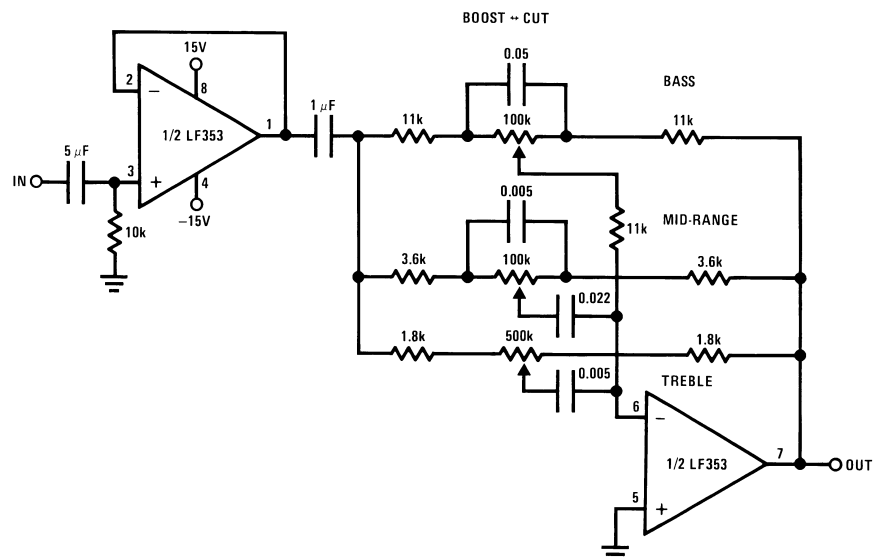 BOOST ↔ CUT
15V
0.05
BASS
2
8
1 µF
11k
100k
11k
−
1/2 LF353
1
5 µF
IN
3
+
4
−15V
10k
0.005
11k
MID-RANGE
3.6k
100k
3.6k
0.022
1.8k
500k
1.8k
0.005
TREBLE
6
−
1/2 LF353
7
OUT
5
+